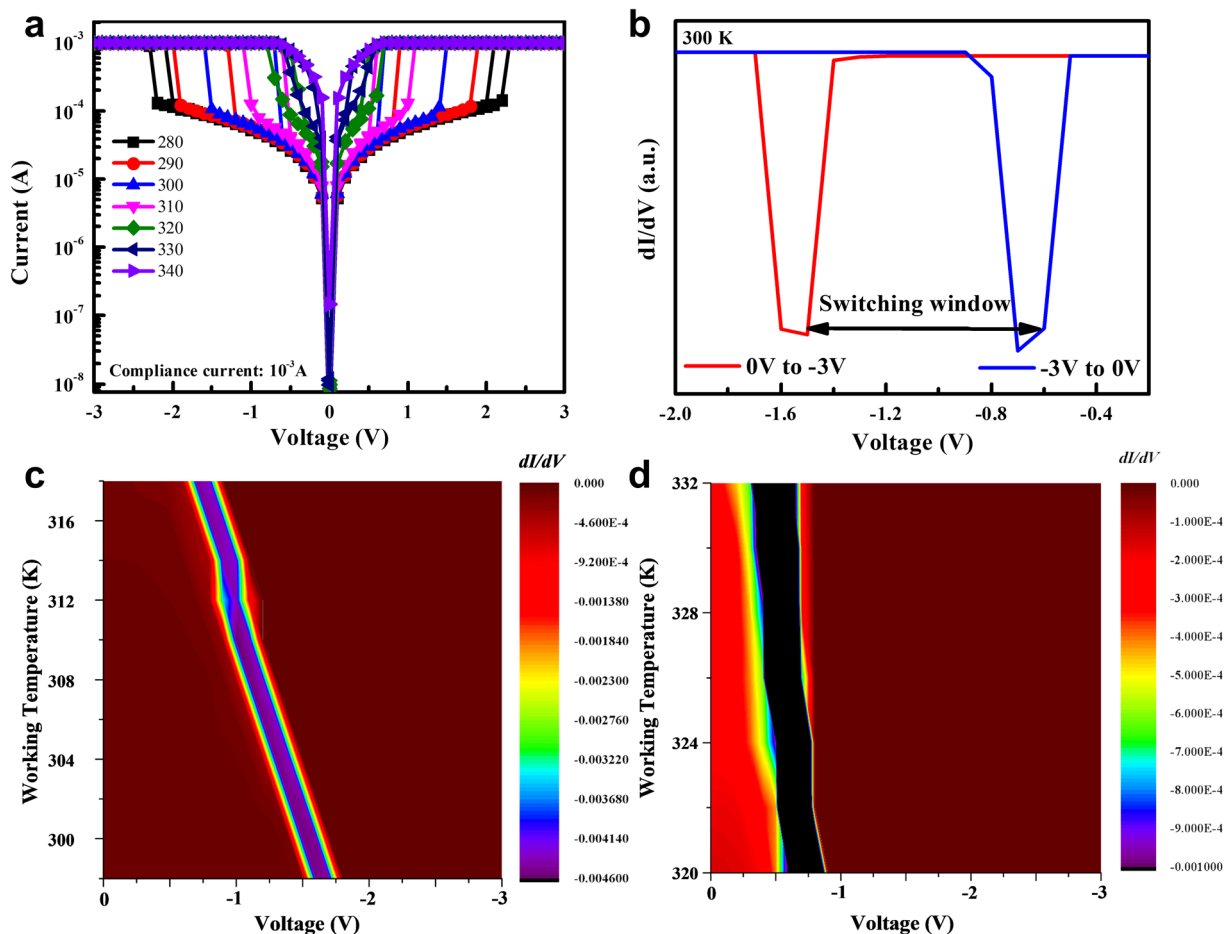 a
Current (A)
10⁻³
10⁻⁴
10⁻⁵
10⁻⁶
10⁻⁷
10⁻⁸
280
290
300
310
320
330
340
Compliance current: 10⁻³A
-3 -2 -1 0 1 2 3
Voltage (V)
b
dI/dV (a.u.)
300 K
Switching window
0V to -3V
-3V to 0V
-2.0 -1.6 -1.2 -0.8 -0.4
Voltage (V)
c
Working Temperature (K)
316
312
308
304
300
0 -1 -2 -3
Voltage (V)
dI/dV
0.000
-4.600E-4
-9.200E-4
-0.001380
-0.001840
-0.002300
-0.002760
-0.003220
-0.003680
-0.004140
-0.004600
d
Working Temperature (K)
332
328
324
320
0 -1 -2 -3
Voltage (V)
dI/dV
0.000
-1.000E-4
-2.000E-4
-3.000E-4
-4.000E-4
-5.000E-4
-6.000E-4
-7.000E-4
-8.000E-4
-9.000E-4
-0.001000